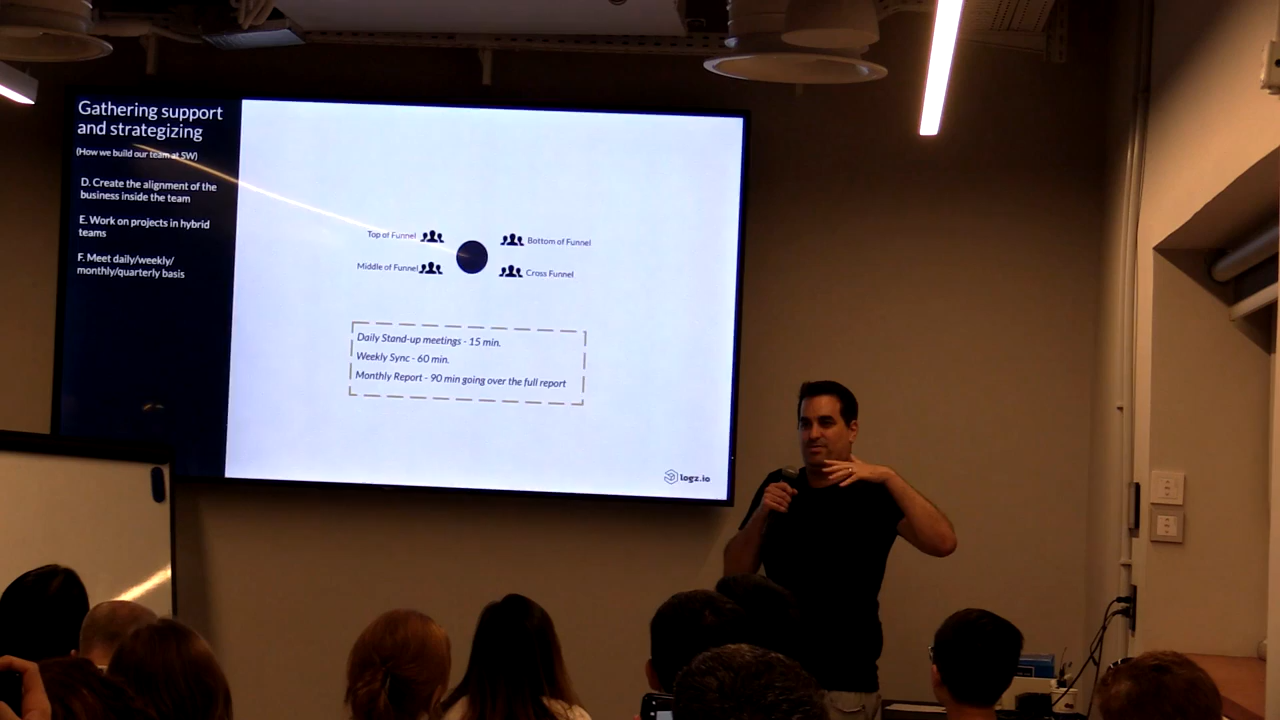 Gathering support
and strategizing
(How we build our team at 5W)
D. Create the alignment of the
business inside the team
E. Work on projects in hybrid
teams
F. Meet daily/weekly/
monthly/quarterly basis
Top of Funnel
Bottom of Funnel
Middle of Funnel
Cross Funnel
Daily Stand-up meetings - 15 min.
Weekly Sync - 60 min.
Monthly Report - 90 min going over the full report
logz.io